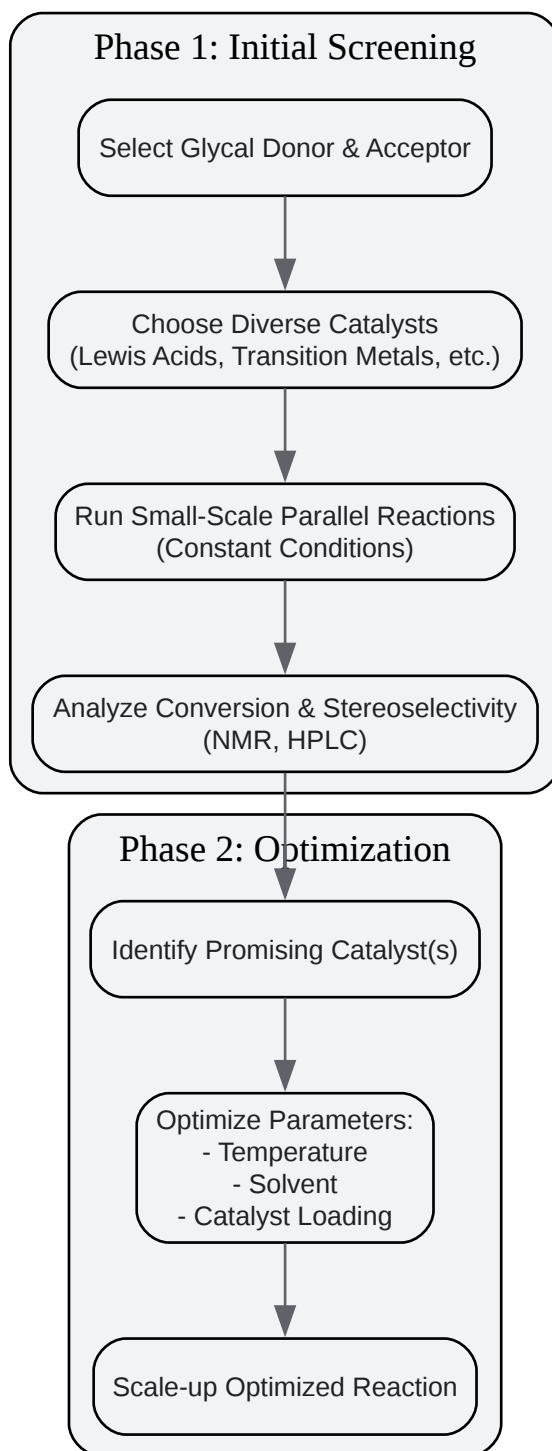 Phase 1: Initial Screening
Select Glycal Donor & Acceptor
Choose Diverse Catalysts
(Lewis Acids, Transition Metals, etc.)
Run Small-Scale Parallel Reactions
(Constant Conditions)
Analyze Conversion & Stereoselectivity
(NMR, HPLC)
Phase 2: Optimization
Identify Promising Catalyst(s)
Optimize Parameters:
- Temperature
- Solvent
- Catalyst Loading
Scale-up Optimized Reaction